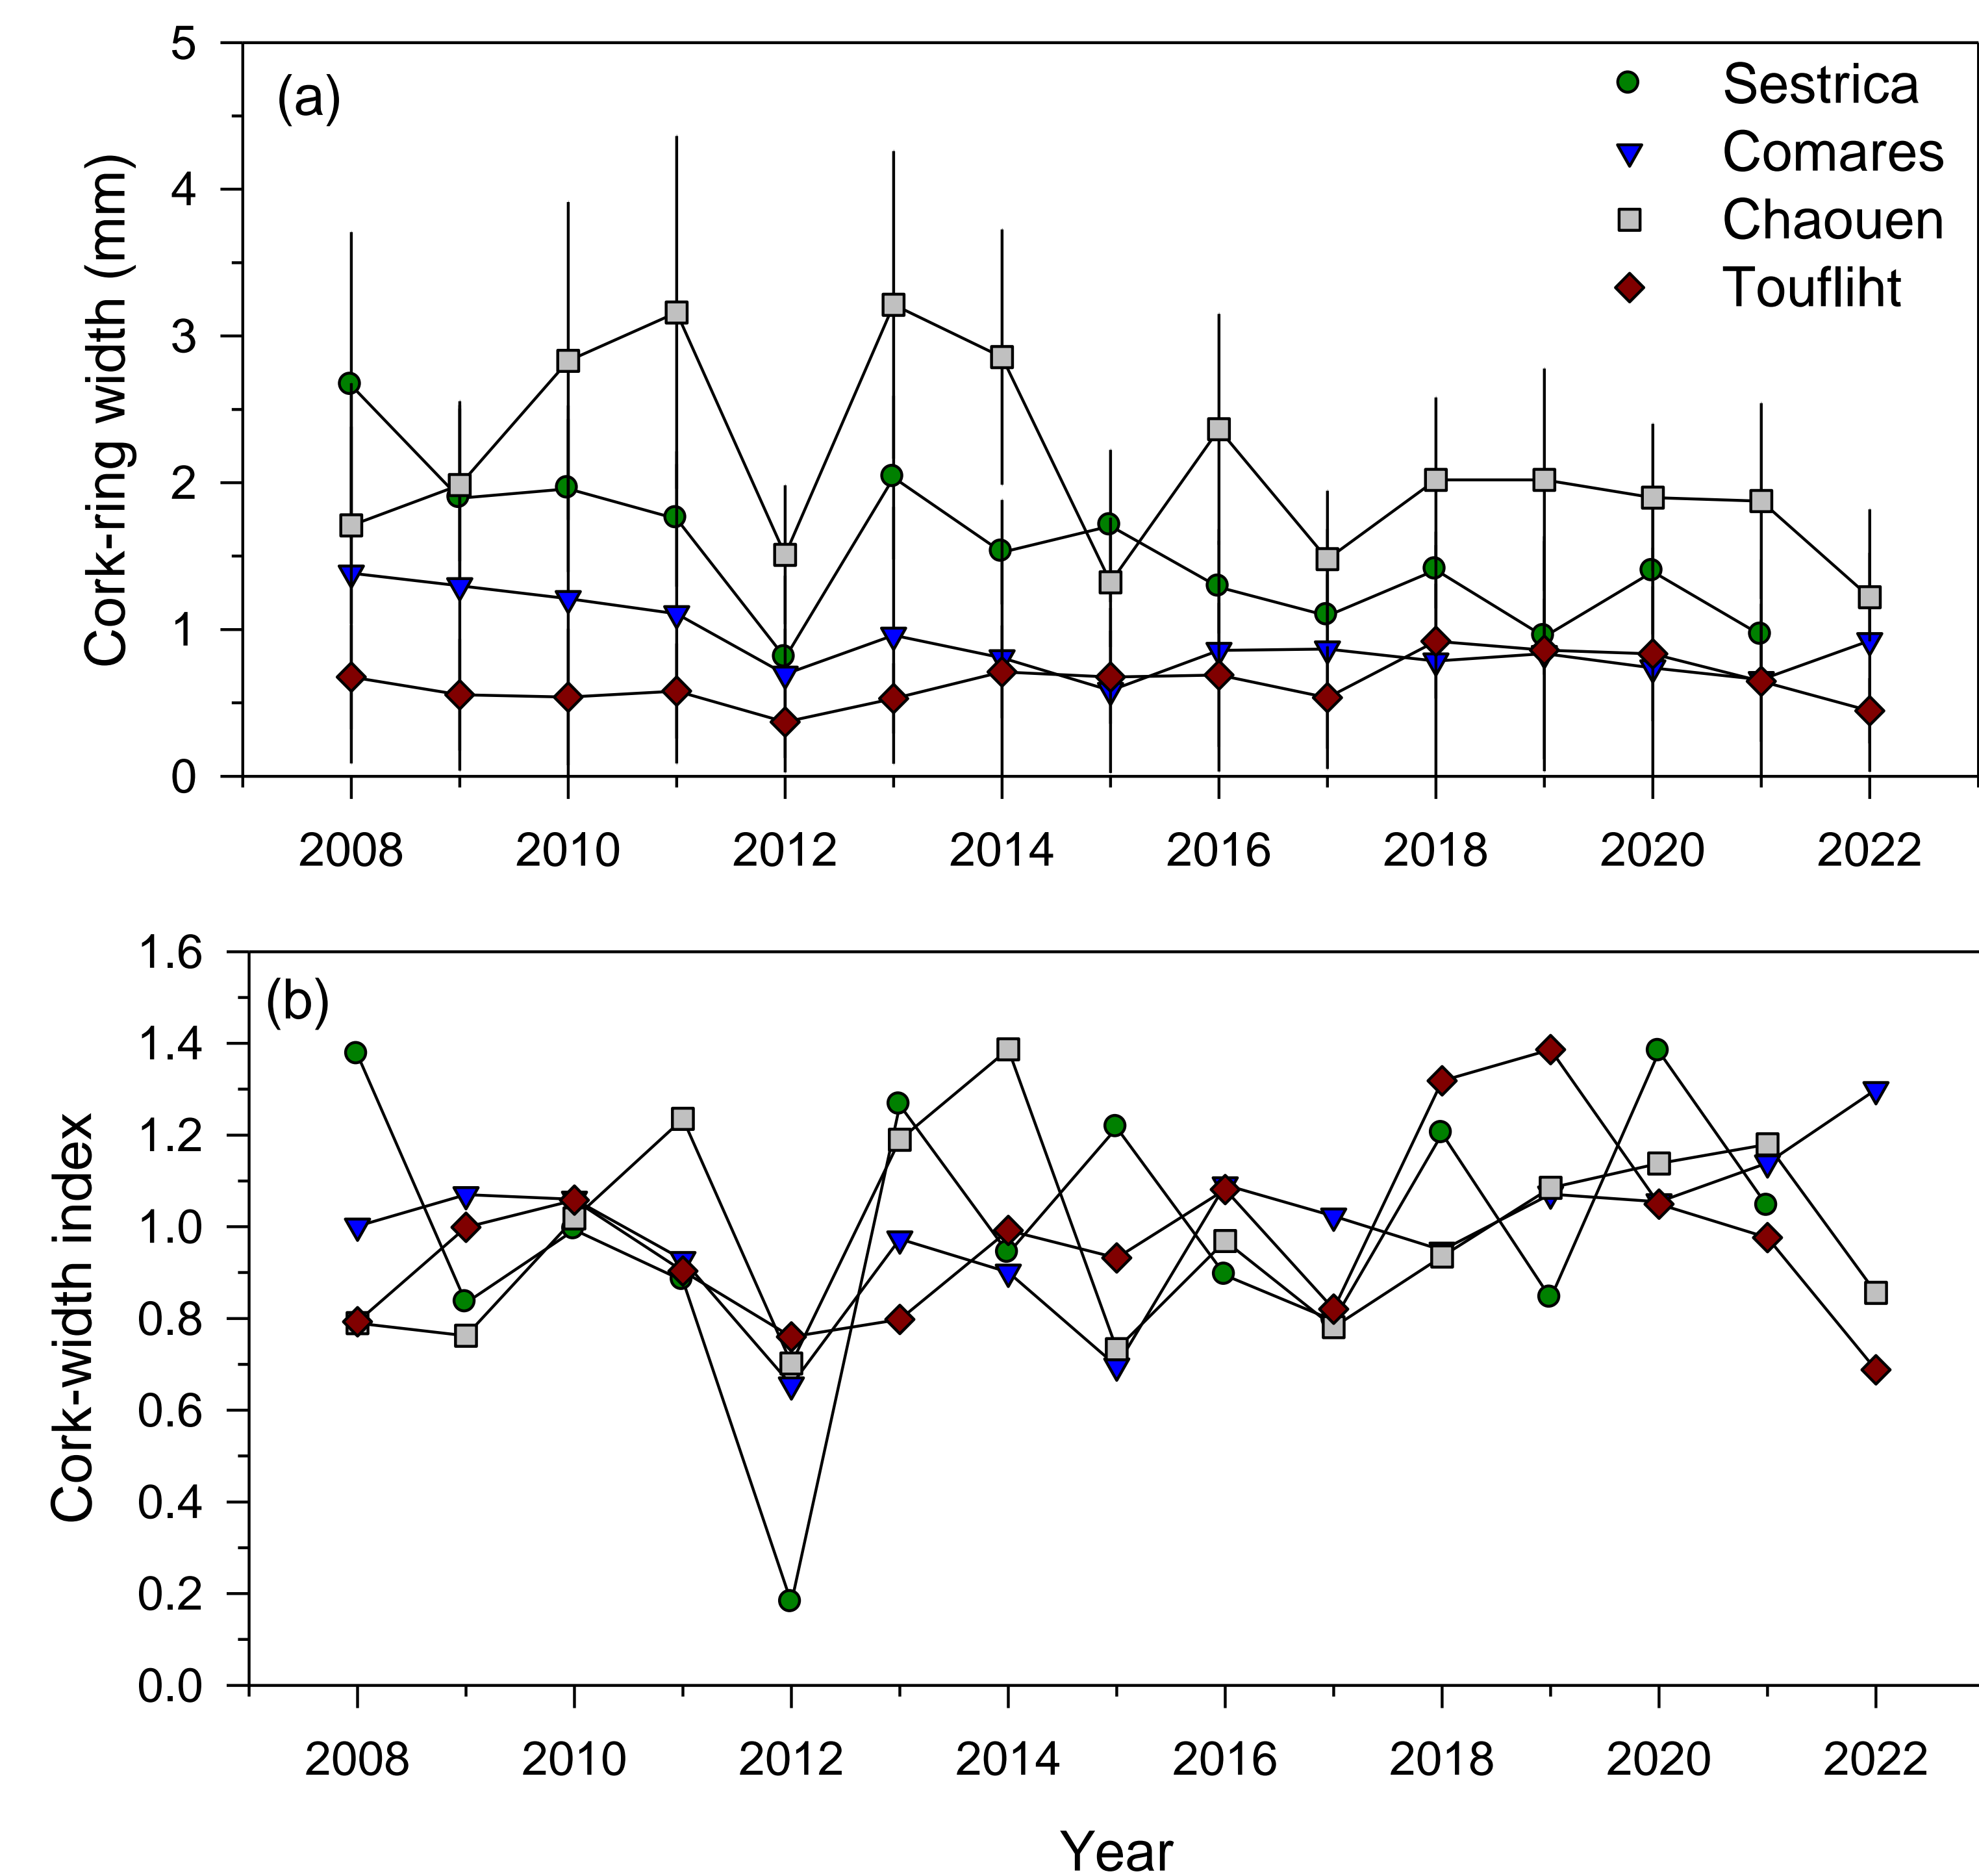 (a)
Sestrica
Comares
Chaouen
Toufliht
Cork-ring width (mm)
5
4
3
2
1
0
2008 2010 2012 2014 2016 2018 2020 2022
(b)
Cork-width index
1.6
1.4
1.2
1.0
0.8
0.6
0.4
0.2
0.0
2008 2010 2012 2014 2016 2018 2020 2022
Year